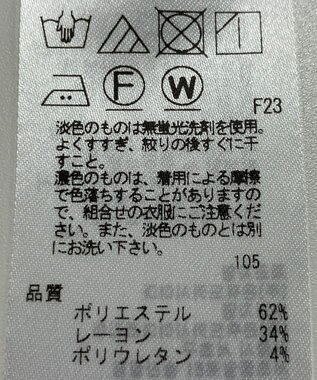 F
W
F23
淡色のものは無蛍光洗剤を使用。
よくすすぎ、絞りの後すぐに干
すこと。
濃色のものは、着用による摩擦
で色落ちすることがありますの
で、組合せの衣服にご注意くだ
さい。また、淡色のものとは別
にお洗い下さい。
105
品質
ポリエステル 62%
レーヨン 34%
ポリウレタン 4%